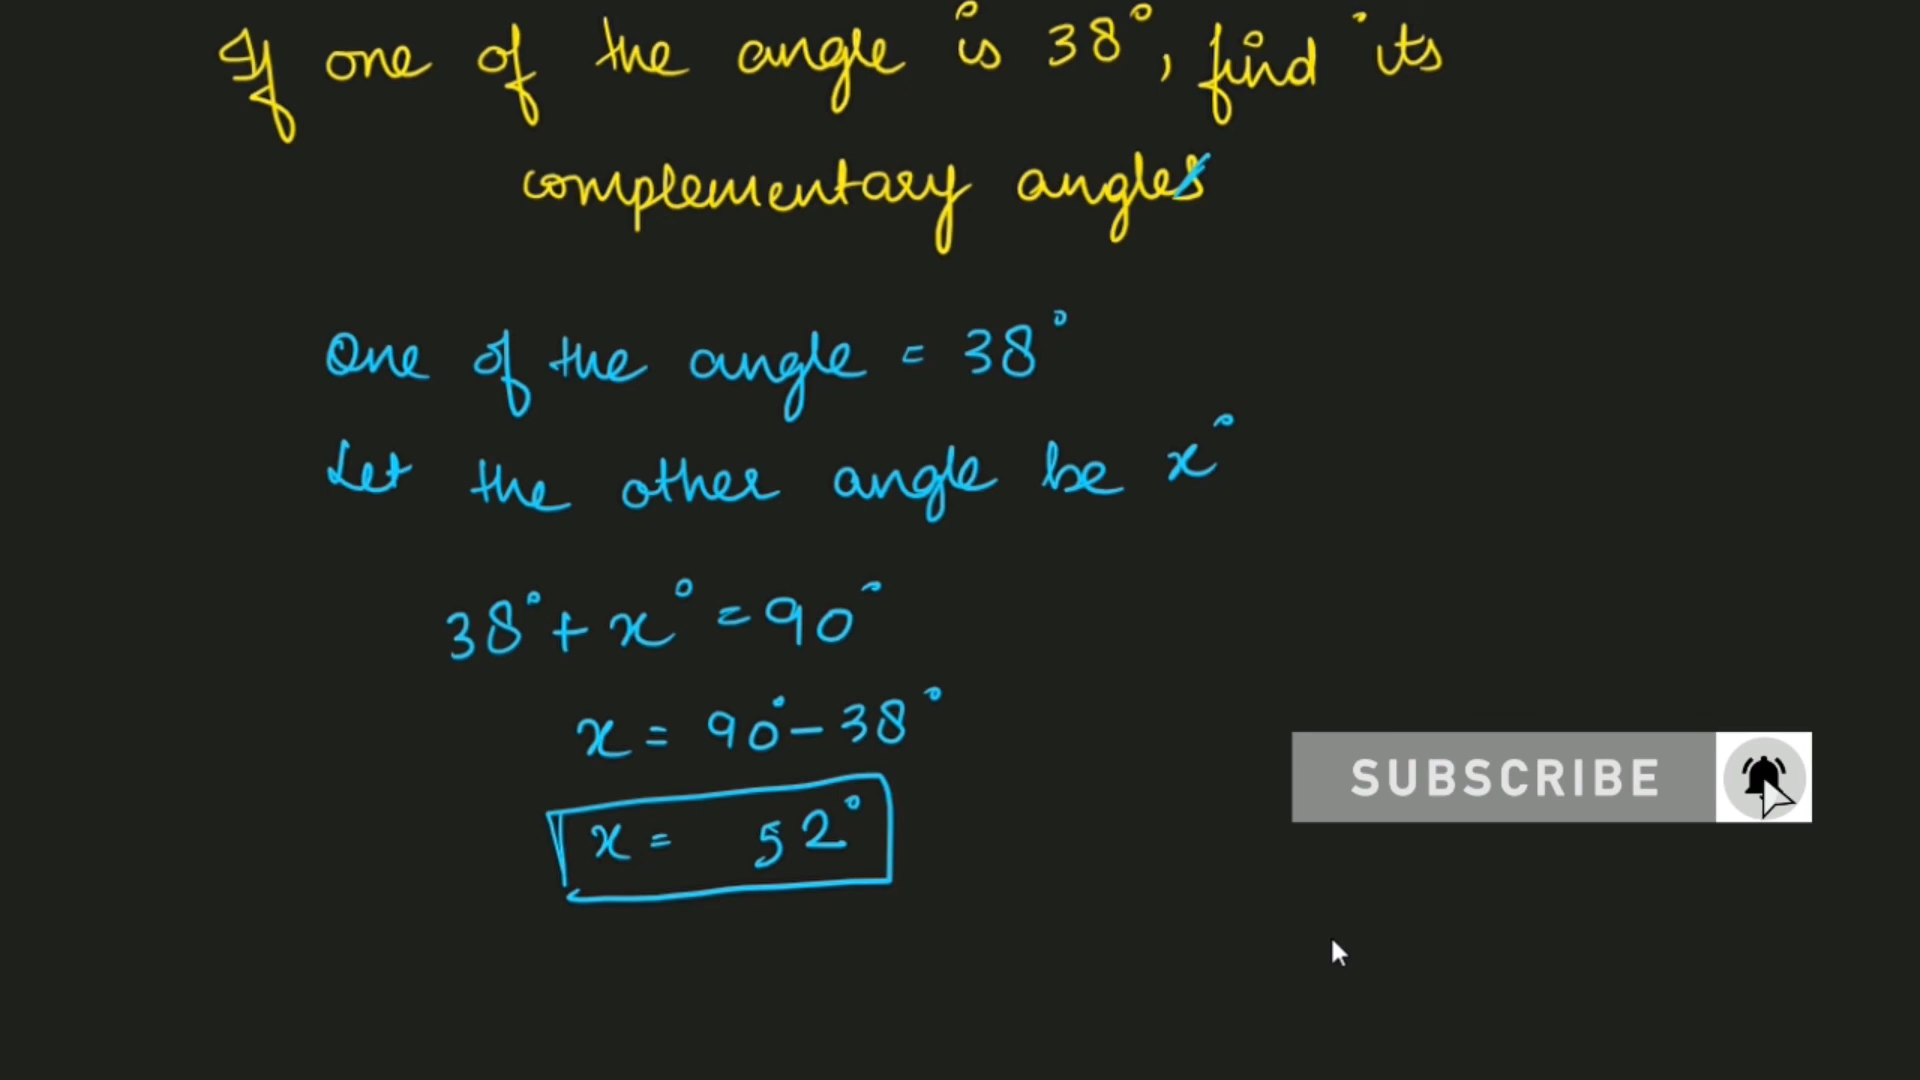 If one of the angle is 38°, find its
complementary angle
One of the angle = 38°
Let the other angle be x°
38° + x° = 90°
x = 90° - 38°
x = 52°
SUBSCRIBE